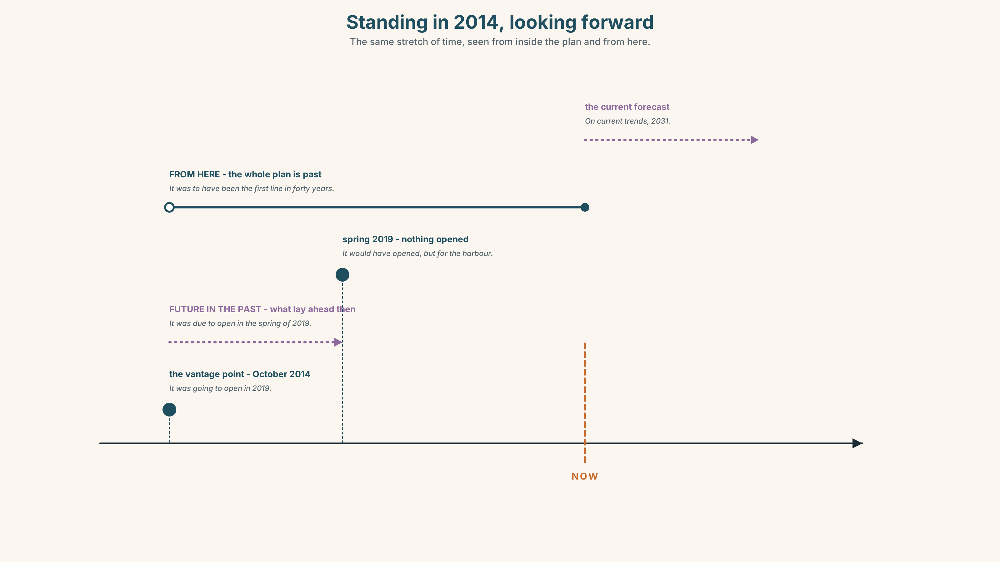 Standing in 2014, looking forward
The same stretch of time, seen from inside the plan and from here.
the current forecast
On current trends, 2031.
FROM HERE - the whole plan is past
It was to have been the first line in forty years.
spring 2019 - nothing opened
It would have opened, but for the harbour.
FUTURE IN THE PAST - what lay ahead then
It was due to open in the spring of 2019.
the vantage point - October 2014
It was going to open in 2019.
NOW